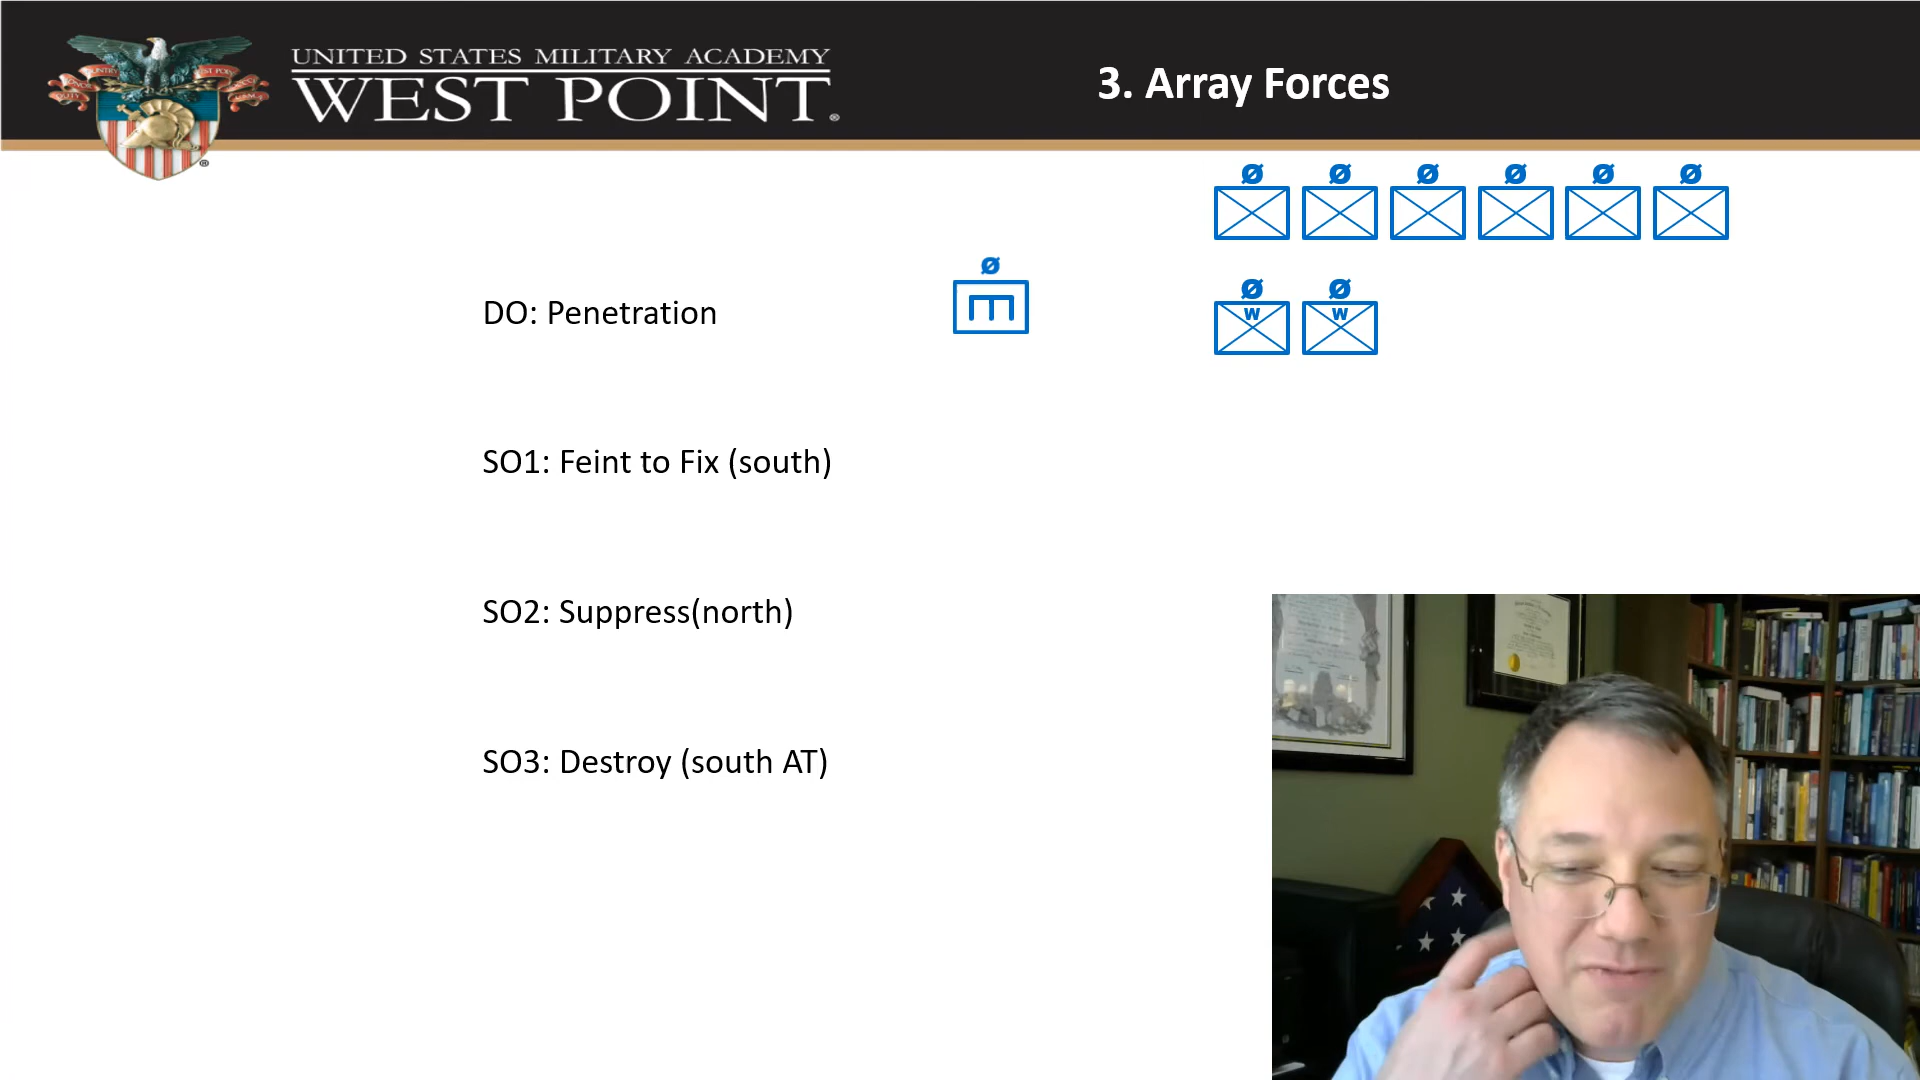 UNITED STATES MILITARY ACADEMY
WEST POINT
®
3. Array Forces
Ø Ø Ø Ø Ø Ø
Ø
Ø Ø
W W
DO: Penetration
SO1: Feint to Fix (south)
SO2: Suppress(north)
SO3: Destroy (south AT)